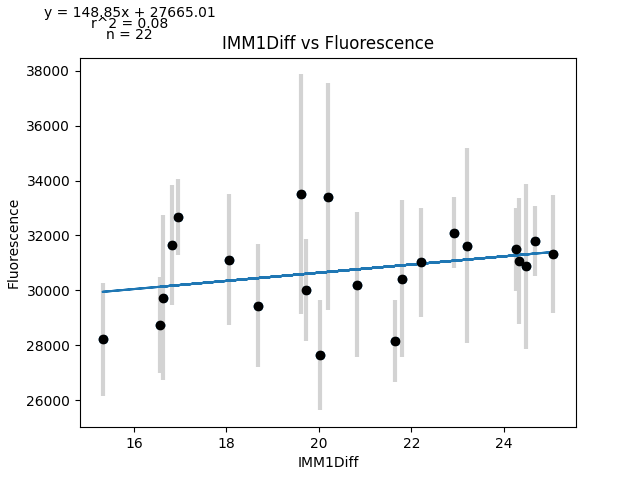 y = 148.85x + 27665.01
r^2 = 0.08
n = 22
IMM1Diff vs Fluorescence
38000
36000
34000
32000
30000
28000
26000
Fluorescence
16 18 20 22 24
IMM1Diff